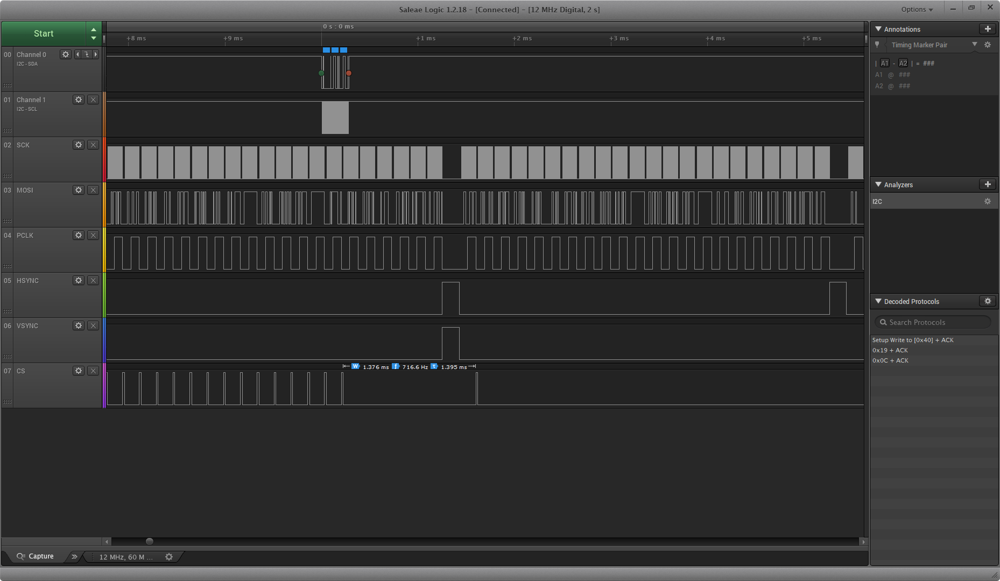 Saleae Logic 1.2.18 - [Connected] - [12 MHz Digital, 2 s]
Options
Start
0 s : 0 ms
+8 ms
+9 ms
+1 ms
+2 ms
+3 ms
+4 ms
+5 ms
00 Channel 0
I2C - SDA
01 Channel 1
I2C - SCL
02 SCK
03 MOSI
04 PCLK
05 HSYNC
06 VSYNC
07 CS
W 1.376 ms f 716.6 Hz T 1.395 ms
Capture
12 MHz, 60 M ...
Annotations
Timing Marker Pair
| A1 - A2 | = ###
A1 @ ###
A2 @ ###
Analyzers
I2C
Decoded Protocols
Search Protocols
Setup Write to [0x40] + ACK
0x19 + ACK
0x0C + ACK